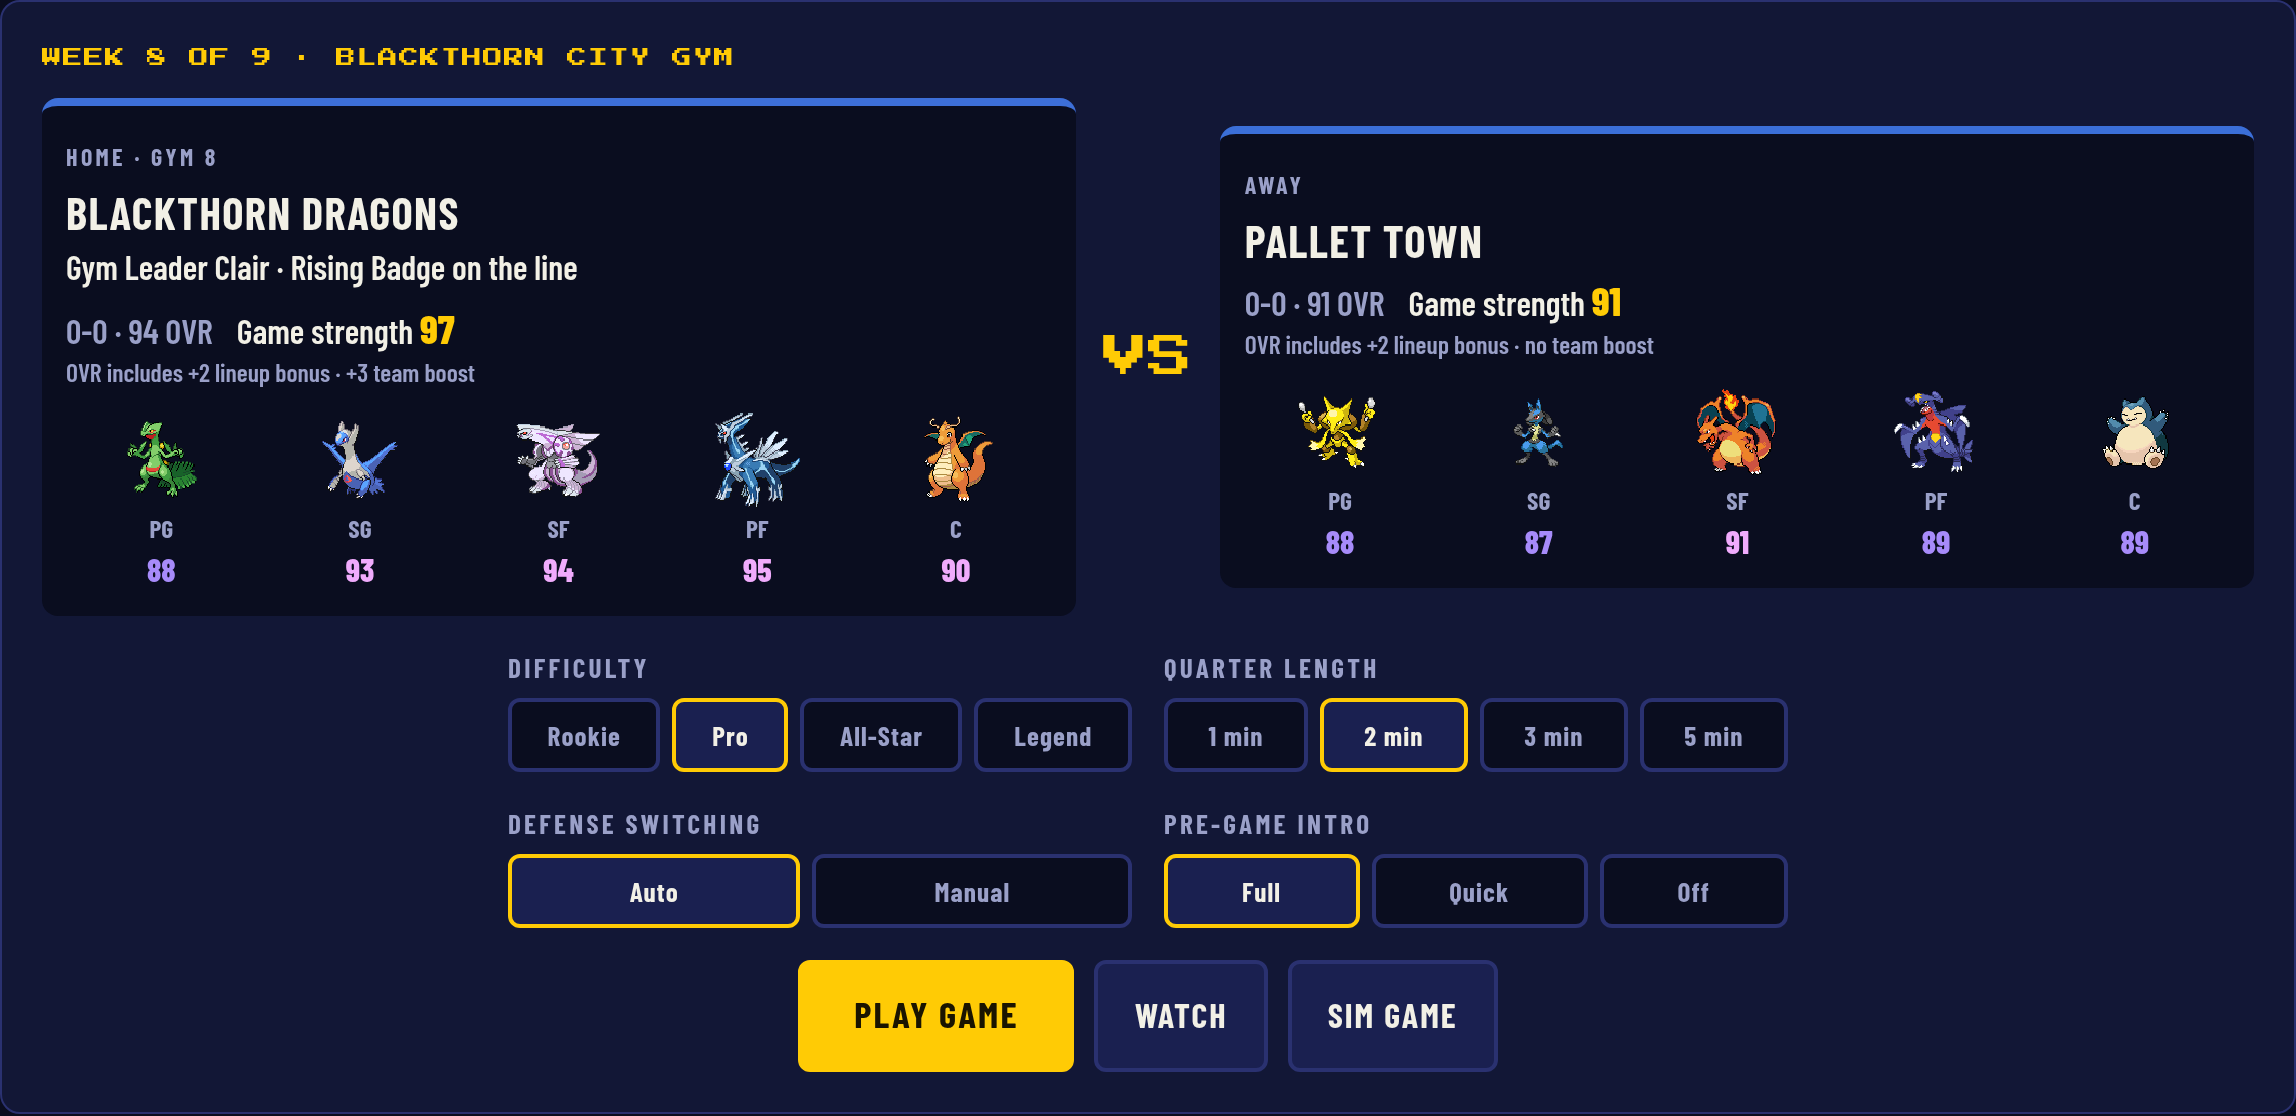 WEEK 8 OF 9 · BLACKTHORN CITY GYM
HOME · GYM 8
BLACKTHORN DRAGONS
Gym Leader Clair · Rising Badge on the line
0-0 · 94 OVR Game strength 97
OVR includes +2 lineup bonus · +3 team boost
PG SG SF PF C
88 93 94 95 90
VS
AWAY
PALLET TOWN
0-0 · 91 OVR Game strength 91
OVR includes +2 lineup bonus · no team boost
PG SG SF PF C
88 87 91 89 89
DIFFICULTY
Rookie Pro All-Star Legend
QUARTER LENGTH
1 min 2 min 3 min 5 min
DEFENSE SWITCHING
Auto Manual
PRE-GAME INTRO
Full Quick Off
PLAY GAME WATCH SIM GAME